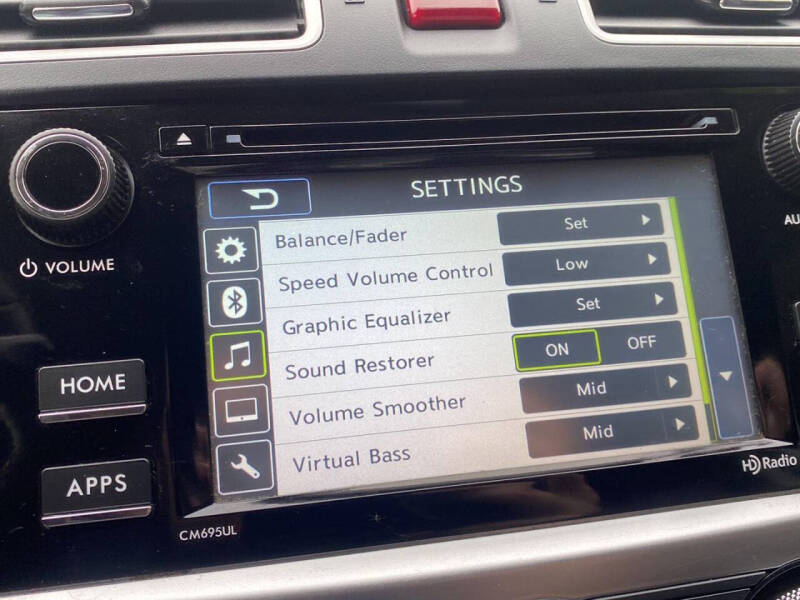 SETTINGS
Balance/Fader Set
Speed Volume Control Low
Graphic Equalizer Set
Sound Restorer ON OFF
Volume Smoother Mid
Virtual Bass Mid
VOLUME
HOME
APPS
CM695UL
HD Radio
AU